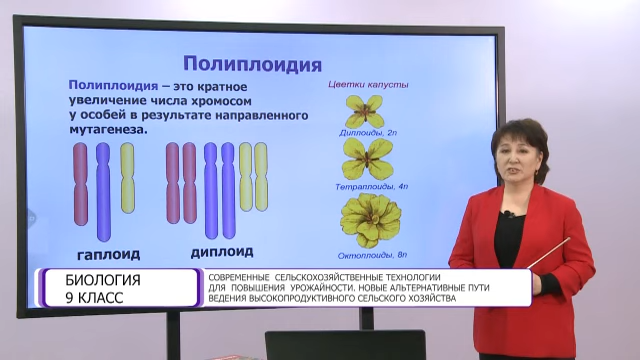 Полиплоидия
Полиплоидия – это кратное
увеличение числа хромосом
у особей в результате направленного
мутагенеза.
Цветки капусты
Диплоиды, 2n
Тетраплоиды, 4n
Октоплоиды, 8n
гаплоид
диплоид
БИОЛОГИЯ
9 КЛАСС
СОВРЕМЕННЫЕ СЕЛЬСКОХОЗЯЙСТВЕННЫЕ ТЕХНОЛОГИИ
ДЛЯ ПОВЫШЕНИЯ УРОЖАЙНОСТИ. НОВЫЕ АЛЬТЕРНАТИВНЫЕ ПУТИ
ВЕДЕНИЯ ВЫСОКОПРОДУКТИВНОГО СЕЛЬСКОГО ХОЗЯЙСТВА